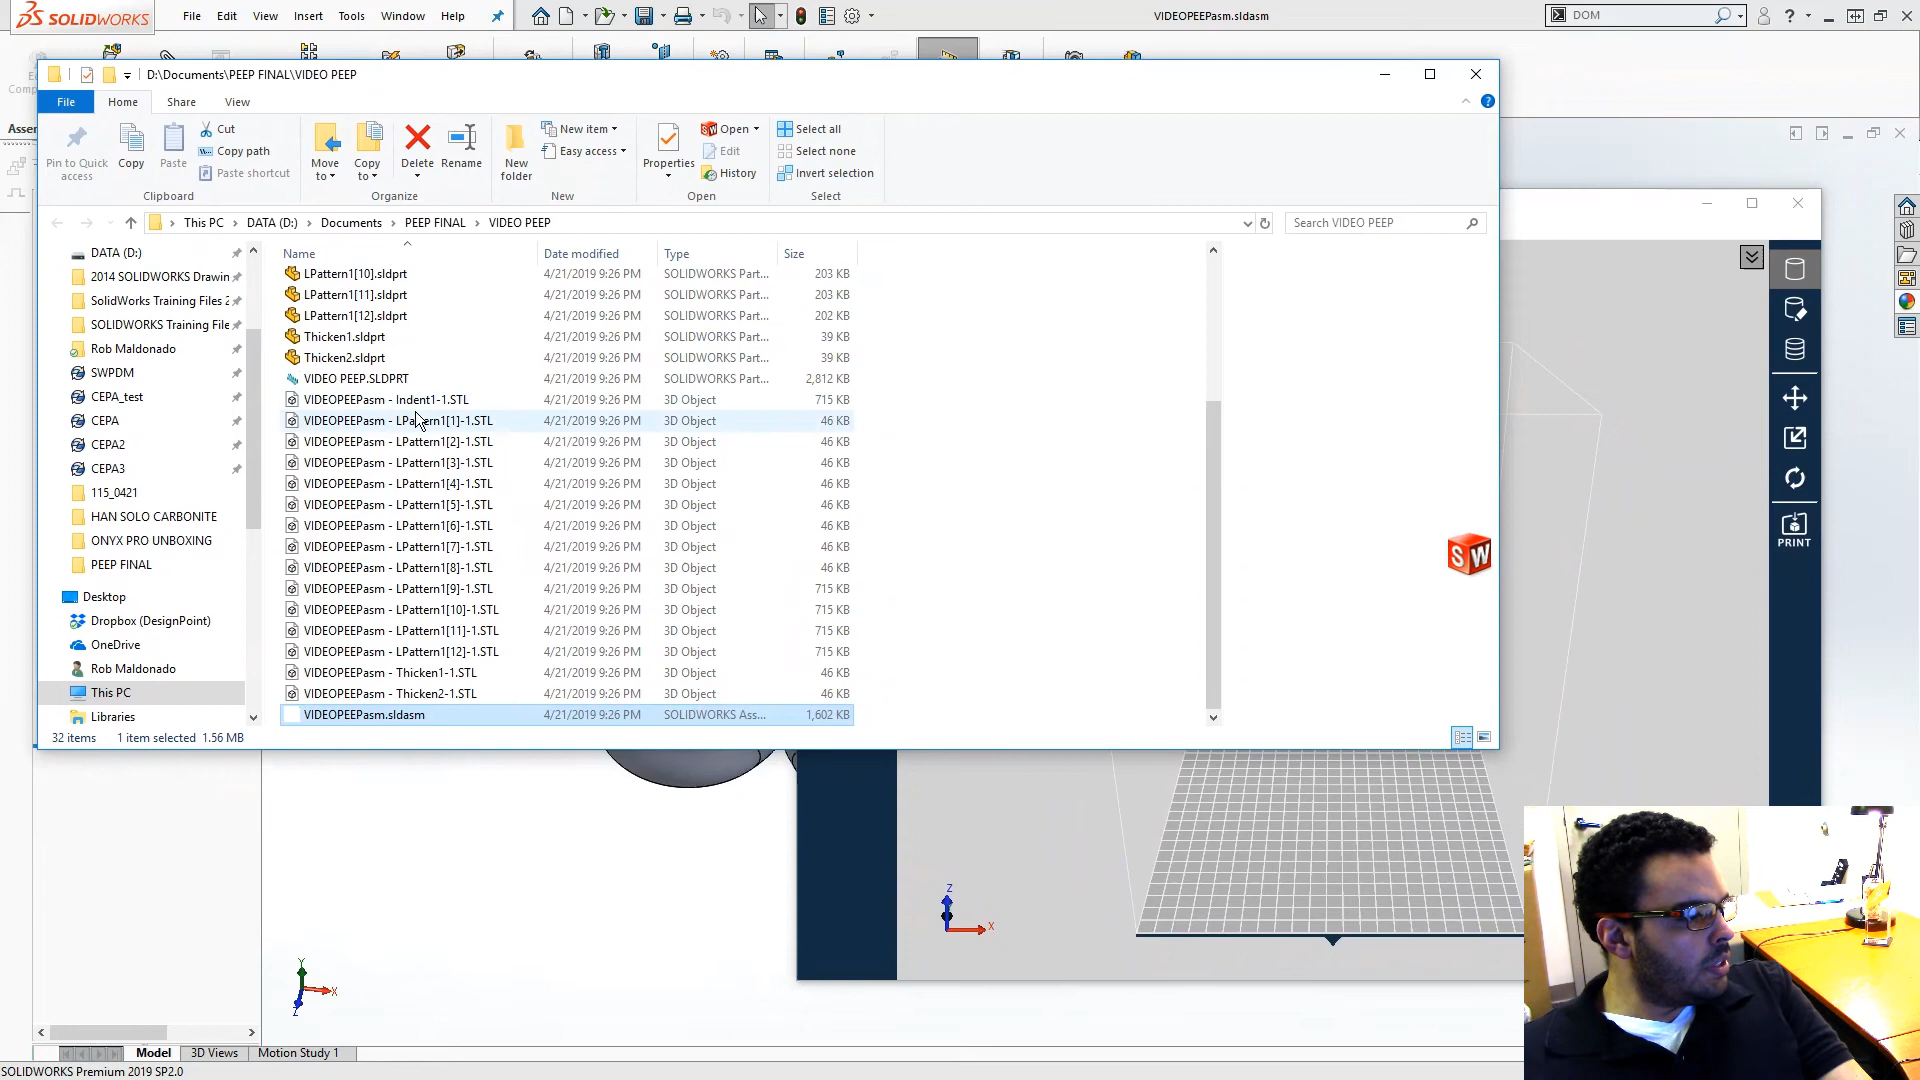 SOLIDWORKS File Edit View Insert Tools Window Help VIDEOPEEPasm.sldasm DOM
D:\Documents\PEEP FINAL\VIDEO PEEP
File Home Share View
Assem
Pin to Quick access
Copy
Paste
Cut
Copy path
Paste shortcut
Clipboard
Move to
Copy to
Delete
Rename
Organize
New folder
New item
Easy access
New
Properties
Open
Edit
History
Open
Select all
Select none
Invert selection
Select
This PC > DATA (D:) > Documents > PEEP FINAL > VIDEO PEEP
Search VIDEO PEEP
Name Date modified Type Size
DATA (D:)
2014 SOLIDWORKS Drawin
SolidWorks Training Files 2
SOLIDWORKS Training File
Rob Maldonado
SWPDM
CEPA_test
CEPA
CEPA2
CEPA3
115_0421
HAN SOLO CARBONITE
ONYX PRO UNBOXING
PEEP FINAL
Desktop
Dropbox (DesignPoint)
OneDrive
Rob Maldonado
This PC
Libraries
LPattern1[10].sldprt 4/21/2019 9:26 PM SOLIDWORKS Part... 203 KB
LPattern1[11].sldprt 4/21/2019 9:26 PM SOLIDWORKS Part... 203 KB
LPattern1[12].sldprt 4/21/2019 9:26 PM SOLIDWORKS Part... 202 KB
Thicken1.sldprt 4/21/2019 9:26 PM SOLIDWORKS Part... 39 KB
Thicken2.sldprt 4/21/2019 9:26 PM SOLIDWORKS Part... 39 KB
VIDEO PEEP.SLDPRT 4/21/2019 9:26 PM SOLIDWORKS Part... 2,812 KB
VIDEOPEEPasm - Indent1-1.STL 4/21/2019 9:26 PM 3D Object 715 KB
VIDEOPEEPasm - LPattern1[1]-1.STL 4/21/2019 9:26 PM 3D Object 46 KB
VIDEOPEEPasm - LPattern1[2]-1.STL 4/21/2019 9:26 PM 3D Object 46 KB
VIDEOPEEPasm - LPattern1[3]-1.STL 4/21/2019 9:26 PM 3D Object 46 KB
VIDEOPEEPasm - LPattern1[4]-1.STL 4/21/2019 9:26 PM 3D Object 46 KB
VIDEOPEEPasm - LPattern1[5]-1.STL 4/21/2019 9:26 PM 3D Object 46 KB
VIDEOPEEPasm - LPattern1[6]-1.STL 4/21/2019 9:26 PM 3D Object 46 KB
VIDEOPEEPasm - LPattern1[7]-1.STL 4/21/2019 9:26 PM 3D Object 46 KB
VIDEOPEEPasm - LPattern1[8]-1.STL 4/21/2019 9:26 PM 3D Object 46 KB
VIDEOPEEPasm - LPattern1[9]-1.STL 4/21/2019 9:26 PM 3D Object 715 KB
VIDEOPEEPasm - LPattern1[10]-1.STL 4/21/2019 9:26 PM 3D Object 715 KB
VIDEOPEEPasm - LPattern1[11]-1.STL 4/21/2019 9:26 PM 3D Object 715 KB
VIDEOPEEPasm - LPattern1[12]-1.STL 4/21/2019 9:26 PM 3D Object 715 KB
VIDEOPEEPasm - Thicken1-1.STL 4/21/2019 9:26 PM 3D Object 46 KB
VIDEOPEEPasm - Thicken2-1.STL 4/21/2019 9:26 PM 3D Object 46 KB
VIDEOPEEPasm.sldasm 4/21/2019 9:26 PM SOLIDWORKS Ass... 1,602 KB
32 items 1 item selected 1.56 MB
SW
PRINT
Z
X
Y
X
Z
Model 3D Views Motion Study 1
SOLIDWORKS Premium 2019 SP2.0